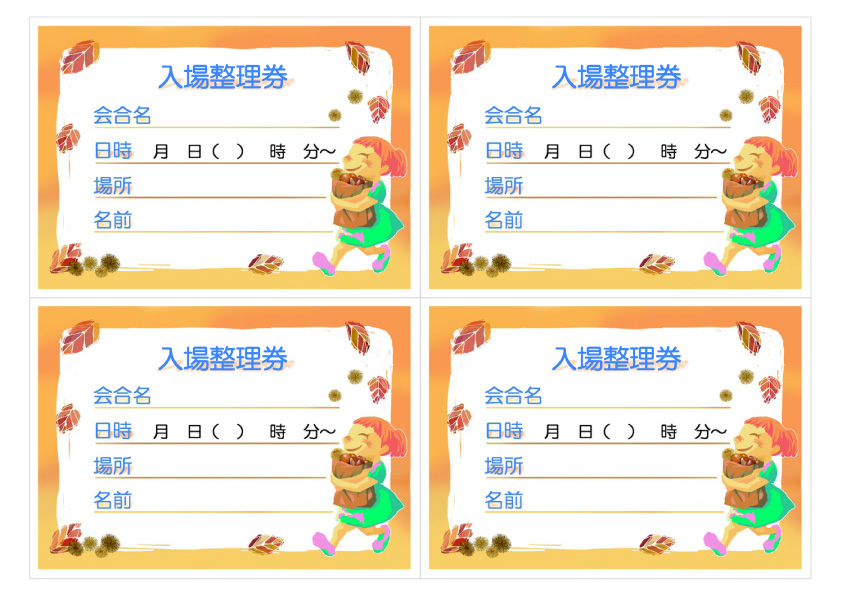 入場整理券
会合名
日時　月　日（　）　時　分～
場所
名前
入場整理券
会合名
日時　月　日（　）　時　分～
場所
名前
入場整理券
会合名
日時　月　日（　）　時　分～
場所
名前
入場整理券
会合名
日時　月　日（　）　時　分～
場所
名前